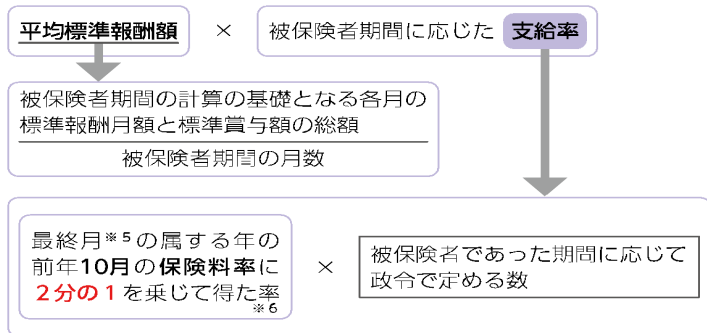 平均標準報酬額 × 被保険者期間に応じた 支給率
被保険者期間の計算の基礎となる各月の
標準報酬月額と標準賞与額の総額
被保険者期間の月数
最終月※5の属する年の
前年10月の保険料率に
2分の1を乗じて得た率
※6
×
被保険者であった期間に応じて
政令で定める数